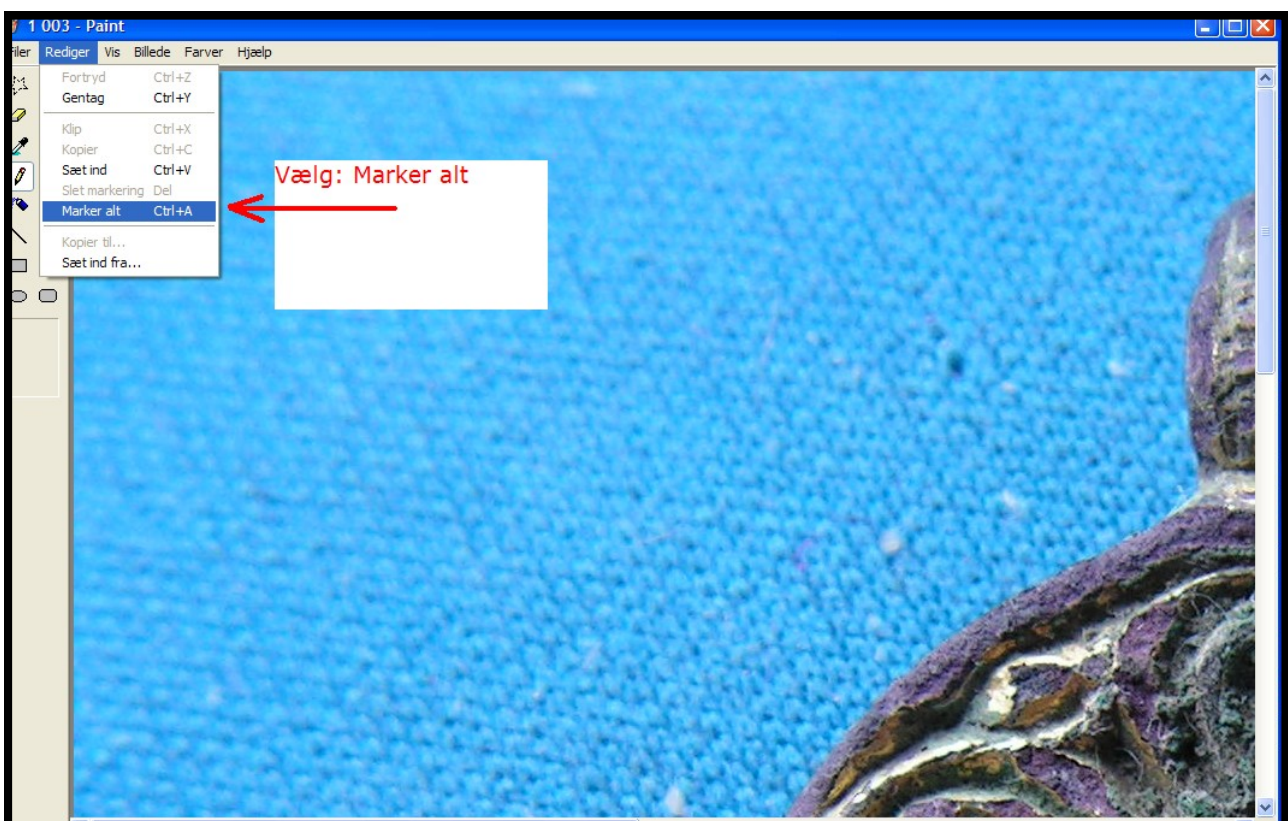 1 003 - Paint
Filer Rediger Vis Billede Farver Hjælp
Fortryd Ctrl+Z
Gentag Ctrl+Y
Klip Ctrl+X
Kopier Ctrl+C
Sæt ind Ctrl+V
Slet markering Del
Marker alt Ctrl+A
Kopier til...
Sæt ind fra...
Vælg: Marker alt